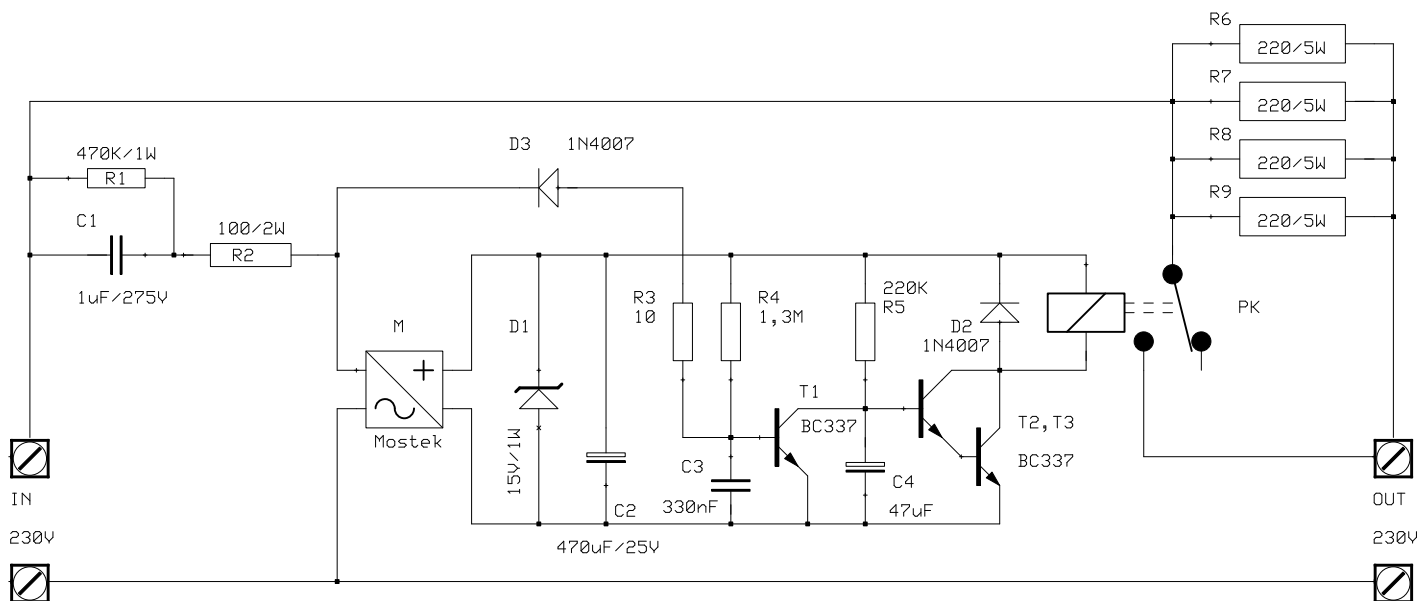 R6
220/5W
R7
220/5W
R8
220/5W
R9
220/5W
D3 1N4007
470K/1W
R1
C1
1uF/275V
100/2W
R2
R3
10
R4
1,3M
220K
R5
D2
1N4007
PK
M
Mostek
D1
15V/1W
T1
BC337
T2,T3
BC337
C3
330nF
C4
47uF
C2
470uF/25V
IN
230V
OUT
230V